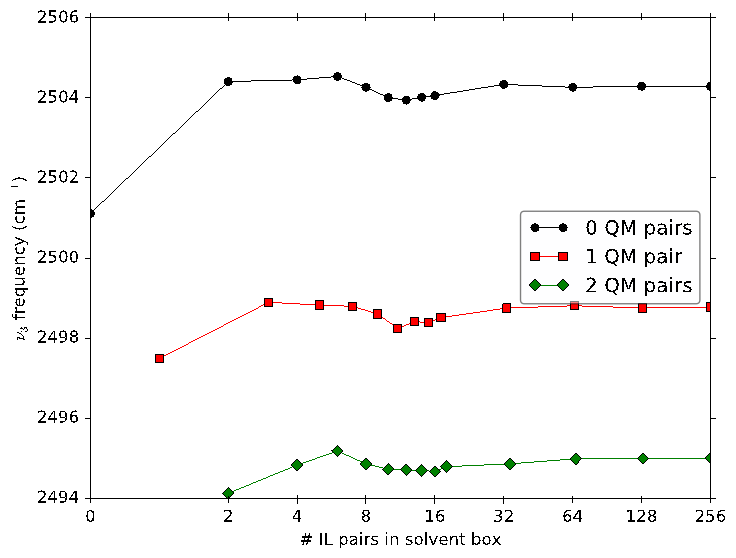 2506
2504
2502
2500
2498
2496
2494
ν₃ frequency (cm⁻¹)
0 QM pairs
1 QM pair
2 QM pairs
0 2 4 8 16 32 64 128 256
# IL pairs in solvent box